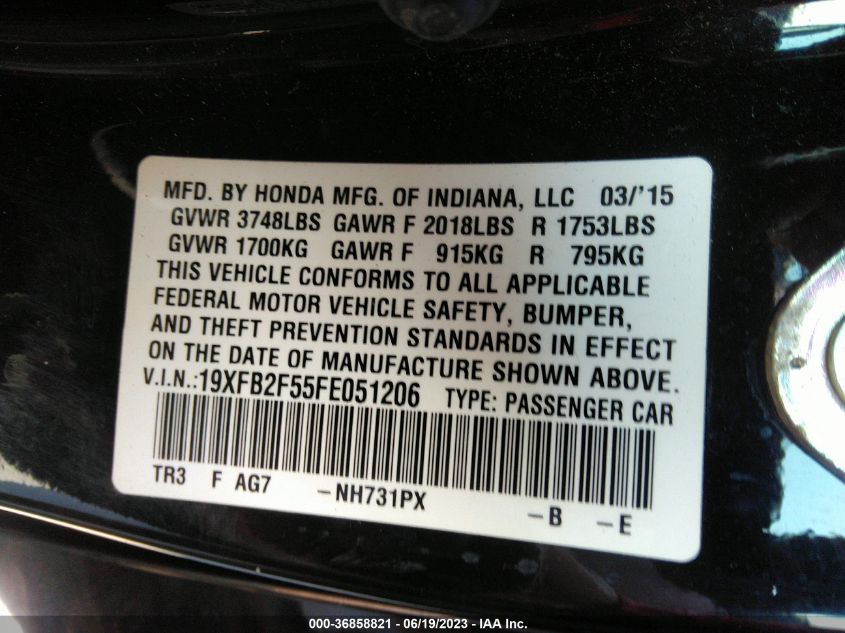 MFD. BY HONDA MFG. OF INDIANA, LLC 03/'15
GVWR 3748LBS GAWR F 2018LBS R 1753LBS
GVWR 1700KG GAWR F 915KG R 795KG
THIS VEHICLE CONFORMS TO ALL APPLICABLE
FEDERAL MOTOR VEHICLE SAFETY, BUMPER,
AND THEFT PREVENTION STANDARDS IN EFFECT
ON THE DATE OF MANUFACTURE SHOWN ABOVE.
V.I.N.:19XFB2F55FE051206 TYPE: PASSENGER CAR
TR3 F AG7 -NH731PX -B -E
000-36858821 - 06/19/2023 - IAA Inc.